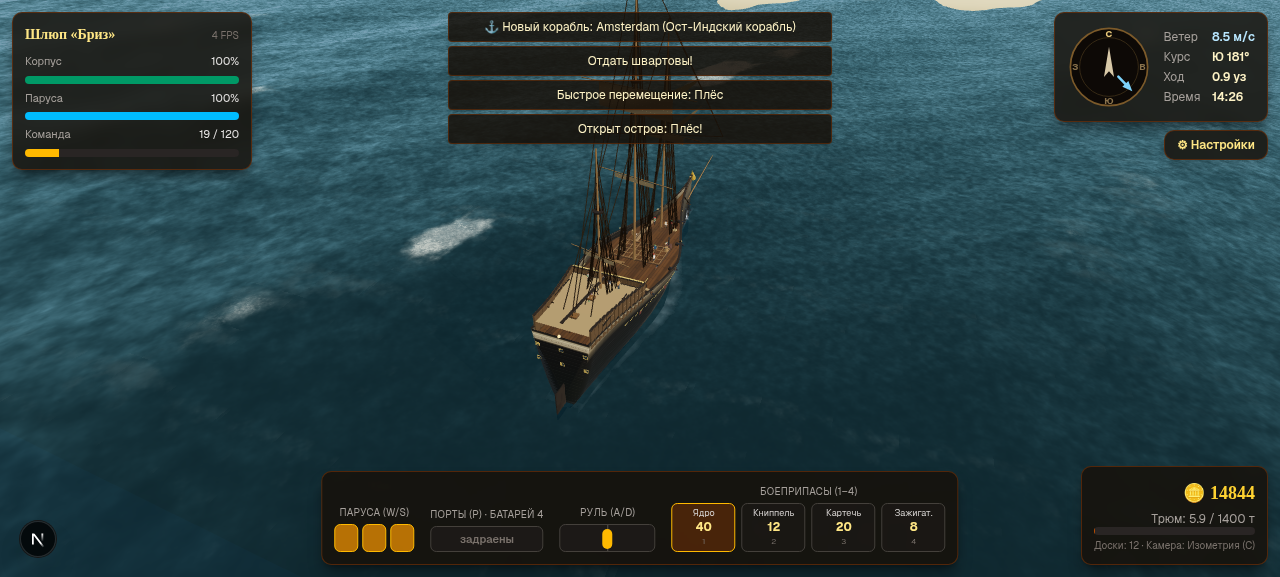 Шлюп «Бриз»
4 FPS
Корпус 100%
Паруса 100%
Команда 19 / 120
⚓ Новый корабль: Amsterdam (Ост-Индский корабль)
Отдать швартовы!
Быстрое перемещение: Плёс
Открыт остров: Плёс!
С
З В
Ю
Ветер 8.5 м/с
Курс Ю 181°
Ход 0.9 уз
Время 14:26
⚙ Настройки
ПАРУСА (W/S)
ПОРТЫ (P) · БАТАРЕЙ 4
задраены
РУЛЬ (A/D)
БОЕПРИПАСЫ (1–4)
Ядро Книппель Картечь Зажигат.
40 12 20 8
1 2 3 4
🪙 14844
Трюм: 5.9 / 1400 т
Доски: 12 · Камера: Изометрия (C)
N